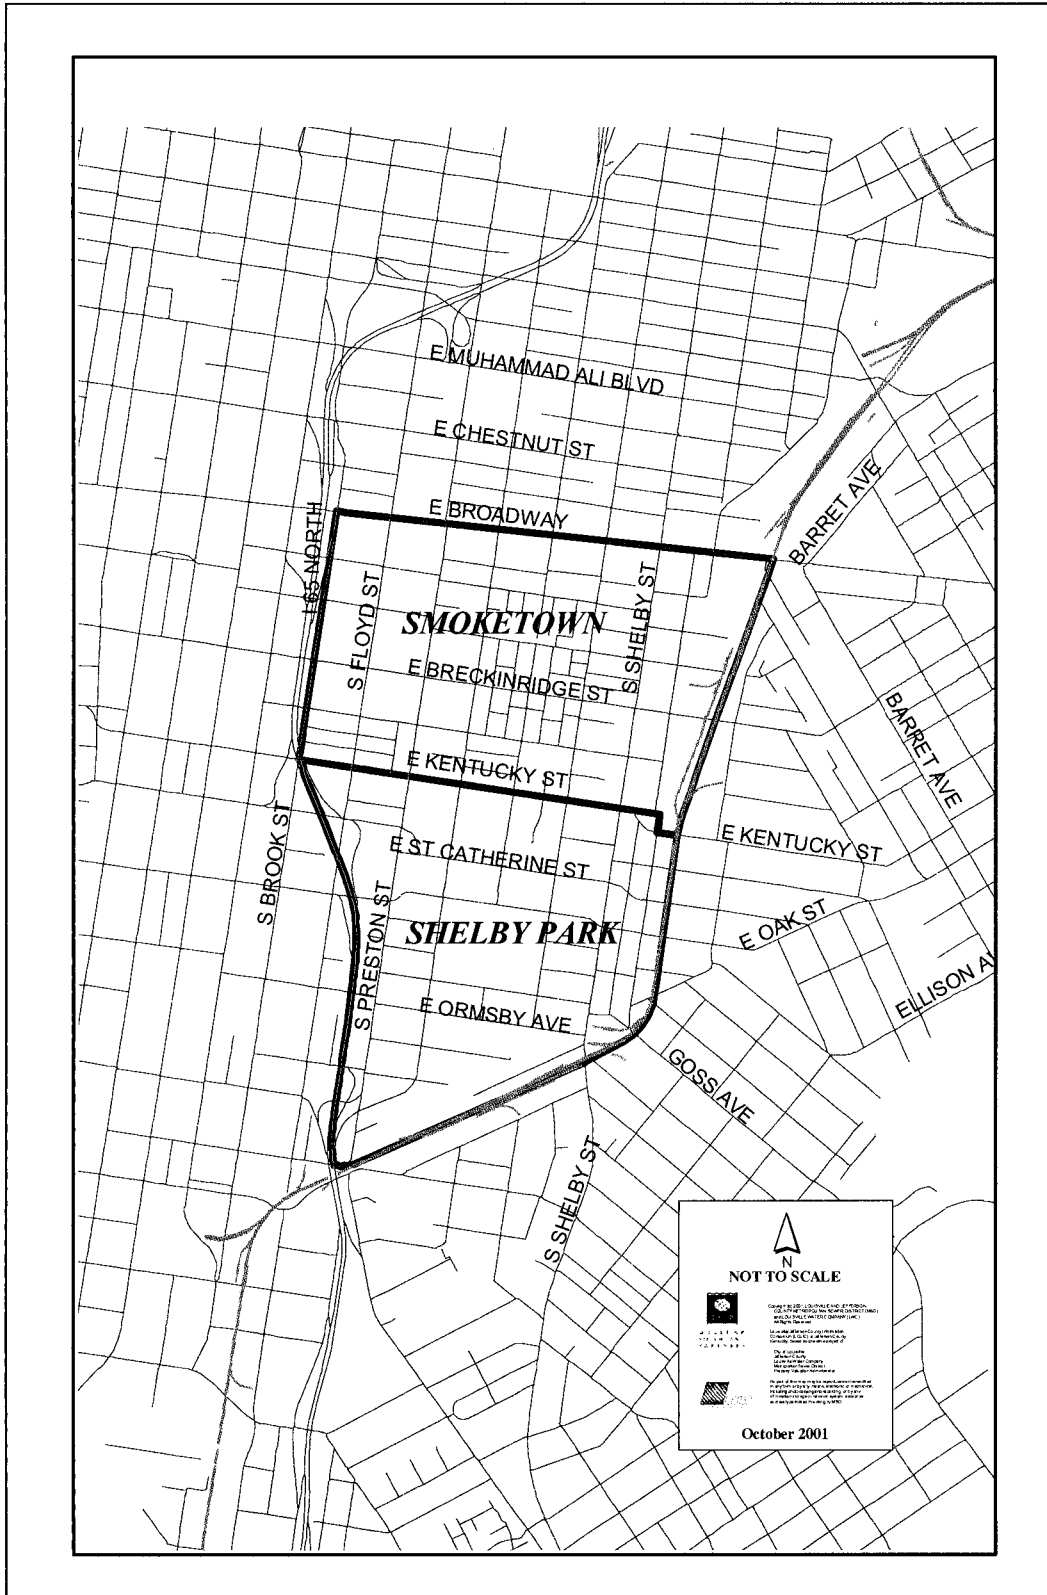 E MUHAMMAD ALI BLVD
E CHESTNUT ST
E BROADWAY
BARRET AVE
I 65 NORTH
S FLOYD ST
SMOKETOWN
S SHELBY ST
E BRECKINRIDGE ST
BARRET AVE
E KENTUCKY ST
E KENTUCKY ST
S BROOK ST
E ST CATHERINE ST
S PRESTON ST
SHELBY PARK
E OAK ST
ELLISON AV
E ORMSBY AVE
GOSS AVE
S SHELBY ST
N
NOT TO SCALE
October 2001